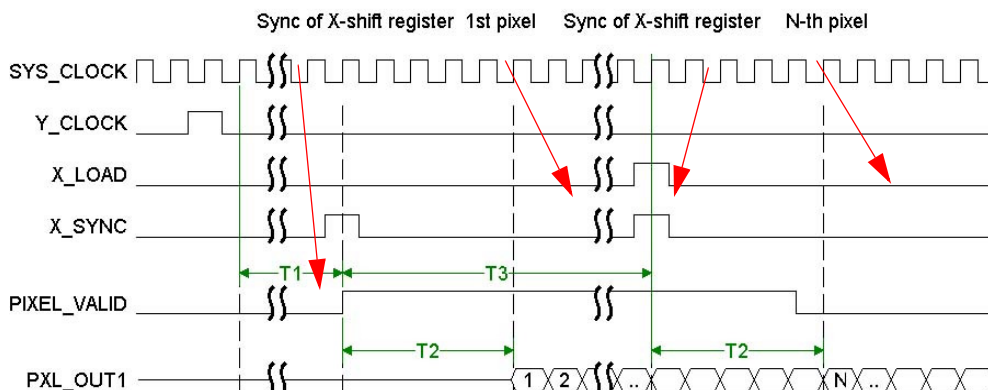 Sync of X-shift register 1st pixel Sync of X-shift register N-th pixel
SYS_CLOCK
Y_CLOCK
X_LOAD
X_SYNC
T1 T3
PIXEL_VALID
T2 T2
PXL_OUT1 1 2 .. N ..